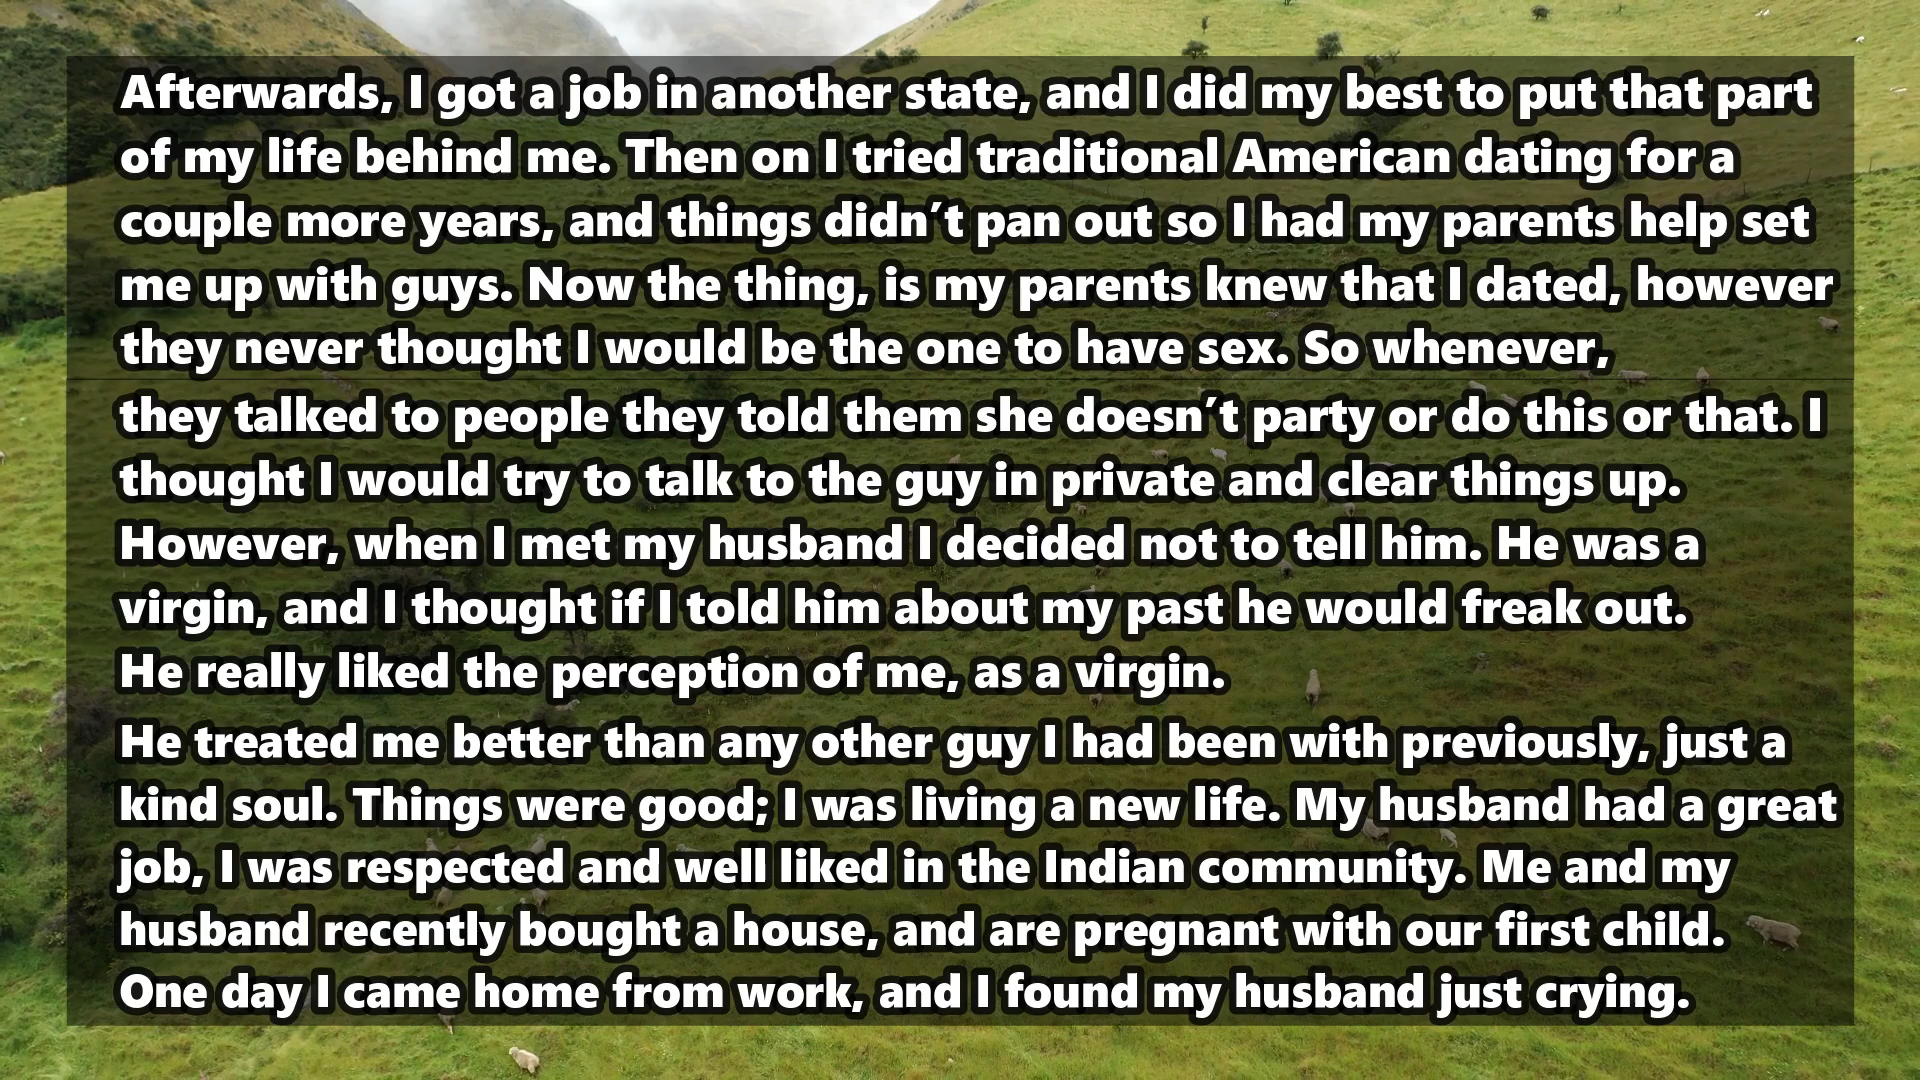 Afterwards, I got a job in another state, and I did my best to put that part
of my life behind me. Then on I tried traditional American dating for a
couple more years, and things didn´t pan out so I had my parents help set
me up with guys. Now the thing, is my parents knew that I dated, however
they never thought I would be the one to have sex. So whenever,
they talked to people they told them she doesn´t party or do this or that. I
thought I would try to talk to the guy in private and clear things up.
However, when I met my husband I decided not to tell him. He was a
virgin, and I thought if I told him about my past he would freak out.
He really liked the perception of me, as a virgin.
He treated me better than any other guy I had been with previously, just a
kind soul. Things were good; I was living a new life. My husband had a great
job, I was respected and well liked in the Indian community. Me and my
husband recently bought a house, and are pregnant with our first child.
One day I came home from work, and I found my husband just crying.